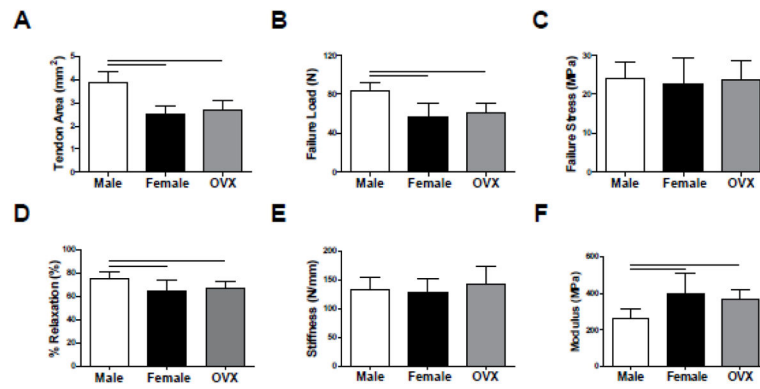 A
Tendon Area (mm²)
5
4
3
2
1
0
Male Female OVX
B
Failure Load (N)
120
80
40
0
Male Female OVX
C
Failure Stress (MPa)
30
20
10
0
Male Female OVX
D
% Relaxation (%)
100
80
60
40
20
0
Male Female OVX
E
Stiffness (N/mm)
200
150
100
50
0
Male Female OVX
F
Modulus (MPa)
600
400
200
0
Male Female OVX